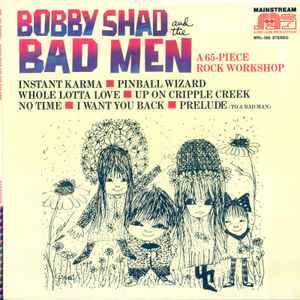 BOBBY SHAD and the
BAD MEN
A 65-PIECE
ROCK WORKSHOP
INSTANT KARMA ■ PINBALL WIZARD
WHOLE LOTTA LOVE ■ UP ON CRIPPLE CREEK
NO TIME ■ I WANT YOU BACK ■ PRELUDE (TO A BAD MAN)
MAINSTREAM
STEREO